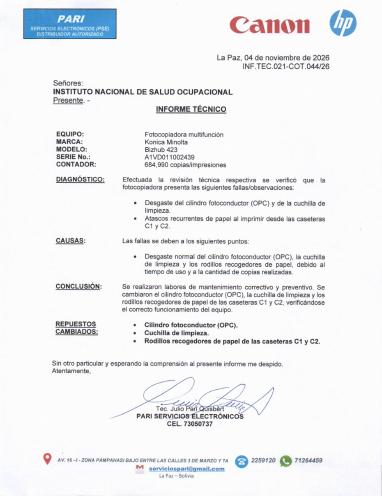 PARI
SERVICIOS ELECTRÓNICOS (PSE)
DISTRIBUIDOR AUTORIZADO
Canon
hp
La Paz, 04 de noviembre de 2026
INF.TEC.021-COT.044/26
Señores:
INSTITUTO NACIONAL DE SALUD OCUPACIONAL
Presente. -
INFORME TÉCNICO
EQUIPO: Fotocopiadora multifunción
MARCA: Konica Minolta
MODELO: Bizhub 423
SERIE No.: A1VD011002439
CONTADOR: 684,990 copias/impresiones
DIAGNÓSTICO: Efectuada la revisión técnica respectiva se verificó que la
fotocopiadora presenta las siguientes fallas/observaciones:
• Desgaste del cilindro fotoconductor (OPC) y de la cuchilla de
limpieza.
• Atascos recurrentes de papel al imprimir desde las caseteras
C1 y C2.
CAUSAS: Las fallas se deben a los siguientes puntos:
• Desgaste normal del cilindro fotoconductor (OPC), la cuchilla
de limpieza y los rodillos recogedores de papel, debido al
tiempo de uso y a la cantidad de copias realizadas.
CONCLUSIÓN: Se realizaron labores de mantenimiento correctivo y preventivo. Se
cambiaron el cilindro fotoconductor (OPC), la cuchilla de limpieza y los
rodillos recogedores de papel de las caseteras C1 y C2, verificándose
el correcto funcionamiento del equipo.
REPUESTOS • Cilindro fotoconductor (OPC).
CAMBIADOS: • Cuchilla de limpieza.
• Rodillos recogedores de papel de las caseteras C1 y C2.
Sin otro particular y esperando la comprensión al presente informe me despido.
Atentamente,
Tec. Julio Pari Quisbert
PARI SERVICIOS ELECTRÓNICOS
CEL. 73050737
AV. 16 -I - ZONA PAMPAHASI BAJO ENTRE LAS CALLES 3 DE MARZO Y 7A
2259120
71264459
serviciospari@gmail.com
La Paz – Bolivia